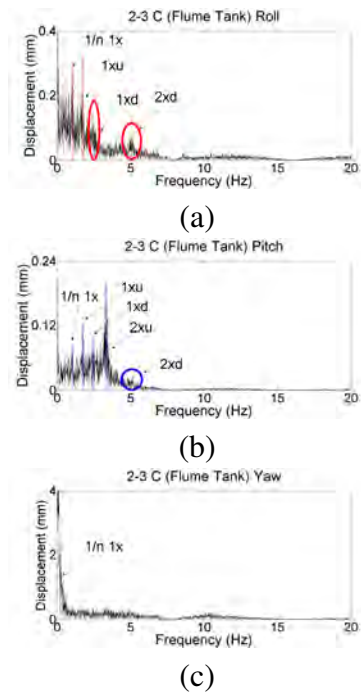 2-3 C (Flume Tank) Roll
0.4
1/n 1x
1xu
0.2
1xd
2xd
Displacement (mm)
0
0 5 10 15 20
Frequency (Hz)
(a)
2-3 C (Flume Tank) Pitch
0.24
1xu
1/n 1x
1xd
0.12
2xu
2xd
Displacement (mm)
0
0 5 10 15 20
Frequency (Hz)
(b)
2-3 C (Flume Tank) Yaw
4
1/n 1x
2
Displacement (mm)
0
0 5 10 15 20
Frequency (Hz)
(c)